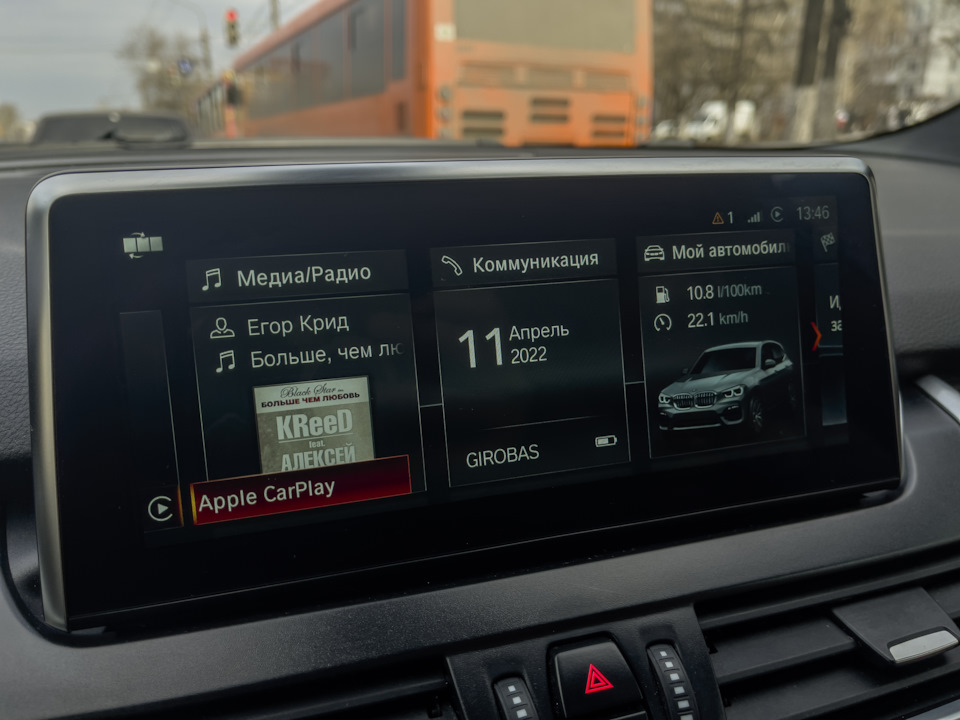 1 13:46
Медиа/Радио
Егор Крид
Больше, чем лю
Black Star
БОЛЬШЕ ЧЕМ ЛЮБОВЬ
KReeD
feat.
АЛЕКСЕЙ
Apple CarPlay
Коммуникация
11 Апрель
2022
GIROBAS
Мой автомобил
10.8 l/100km
22.1 km/h